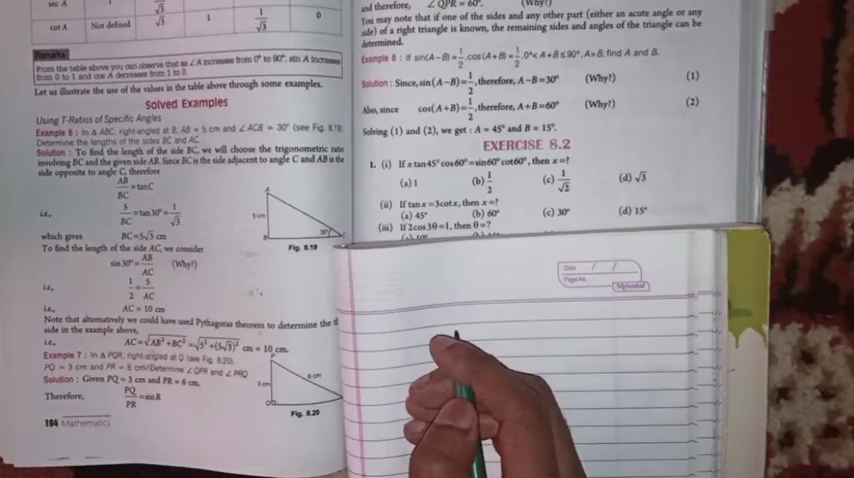 sec A
√3
cot A Not defined √3 1 1/√3 0
Remarks
From the table above you can observe that as ∠A increases from 0° to 90°, sin A increases
from 0 to 1 and cos A decreases from 1 to 0.
Let us illustrate the use of the values in the table above through some examples.
Solved Examples
Using T-Ratios of Specific Angles
Example 6 : In Δ ABC, right-angled at B, AB = 5 cm and ∠ACB = 30° (see Fig. 8.19).
Determine the lengths of the sides BC and AC.
Solution : To find the length of the side BC, we will choose the trigonometric ratio
involving BC and the given side AB. Since BC is the side adjacent to angle C and AB is the
side opposite to angle C, therefore
AB/BC = tan C
i.e., 5/BC = tan 30° = 1/√3
which gives BC = 5√3 cm
To find the length of the side AC, we consider
sin 30° = AB/AC (Why?)
i.e., 1/2 = 5/AC
i.e., AC = 10 cm
A
5 cm
B
30°
C
Fig. 8.19
Note that alternatively we could have used Pythagoras theorem to determine the
side in the example above,
i.e., AC = √AB² + BC² = √5² + (5√3)² cm = 10 cm.
Example 7 : In Δ PQR, right-angled at Q (see Fig. 8.20),
PQ = 3 cm and PR = 6 cm. Determine ∠QPR and ∠PRQ
Solution : Given PQ = 3 cm and PR = 6 cm,
Therefore, PQ/PR = sin R
P
3 cm
6 cm
Q
Fig. 8.20
194 Mathematics
and therefore, ∠QPR = 60°. (Why?)
You may note that if one of the sides and any other part (either an acute angle or any
side) of a right triangle is known, the remaining sides and angles of the triangle can be
determined.
Example 8 : If sin(A−B) = 1/2, cos(A+B) = 1/2, 0° < A+B ≤ 90°, A > B, find A and B.
Solution : Since, sin(A−B) = 1/2, therefore, A−B = 30° (Why?) (1)
Also, since cos(A+B) = 1/2, therefore, A+B = 60° (Why?) (2)
Solving (1) and (2), we get : A = 45° and B = 15°.
EXERCISE 8.2
1. (i) If x tan 45° cos 60° = sin 60° cot 60°, then x = ?
(a) 1 (b) 1/2 (c) 1/√2 (d) √3
(ii) If tan x = 3 cot x, then x = ?
(a) 45° (b) 60° (c) 30° (d) 15°
(iii) If 2 cos 3θ = 1, then θ = ?
Date / /
Page No.